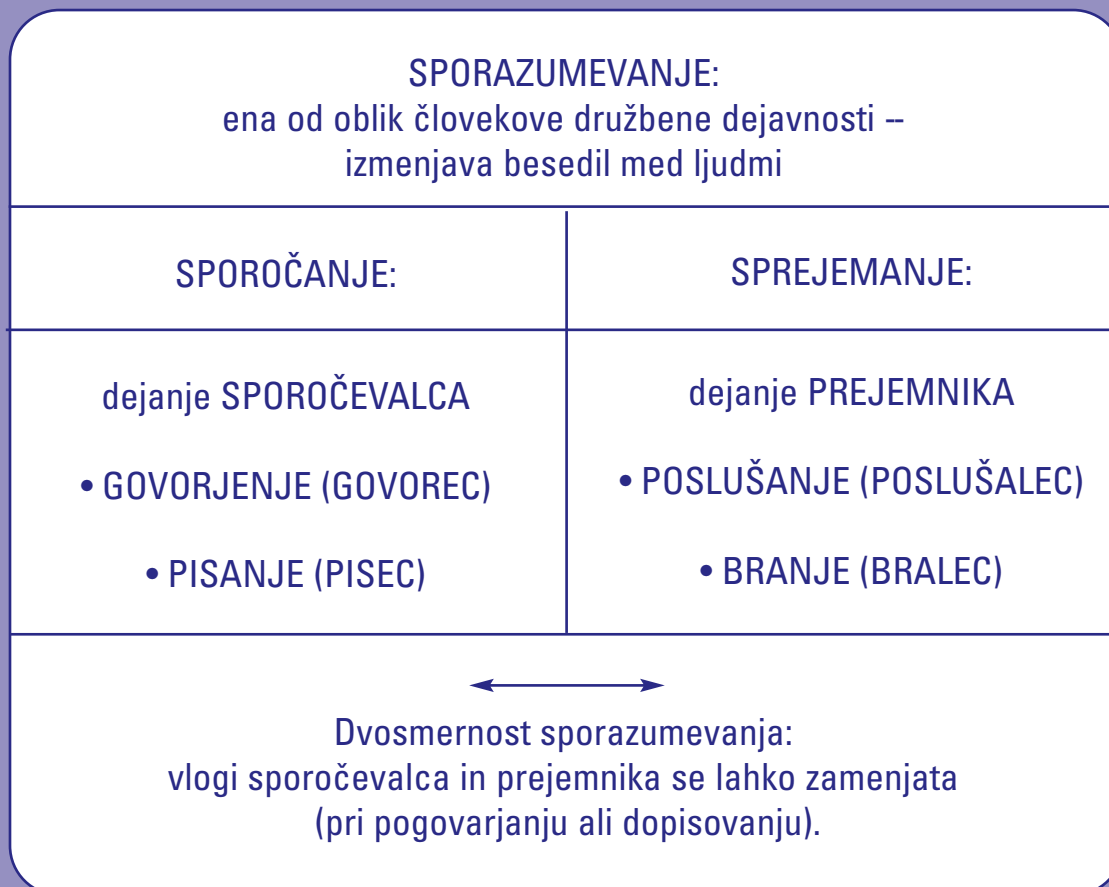 SPORAZUMEVANJE:
ena od oblik človekove družbene dejavnosti –
izmenjava besedil med ljudmi
SPOROČANJE:
SPREJEMANJE:
dejanje SPOROČEVALCA
• GOVORJENJE (GOVOREC)
• PISANJE (PISEC)
dejanje PREJEMNIKA
• POSLUŠANJE (POSLUŠALEC)
• BRANJE (BRALEC)
Dvosmernost sporazumevanja:
vlogi sporočevalca in prejemnika se lahko zamenjata
(pri pogovarjanju ali dopisovanju).